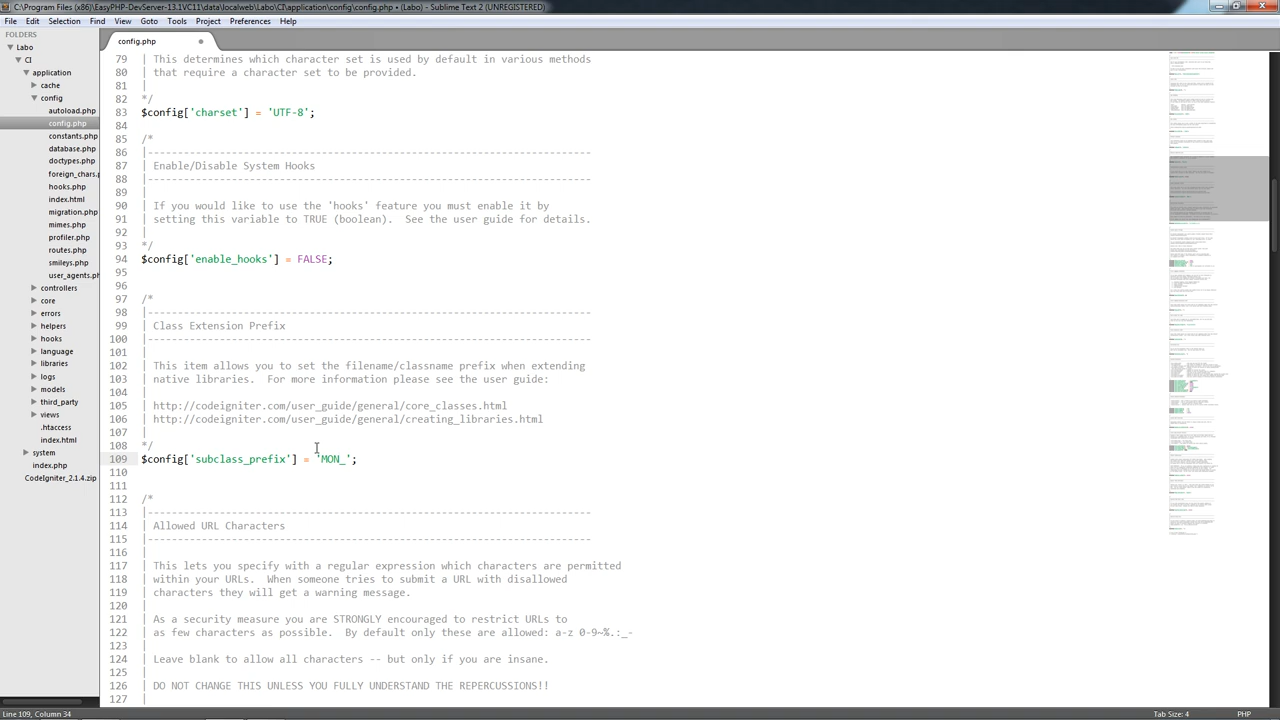 C:\Program Files (x86)\EasyPHP-DevServer-13.1VC11\data\localweb\Labo\CI\application\config\config.php • (Labo) - Sublime Text 2 (UNREGISTERED)
File Edit Selection Find View Goto Tools Project Preferences Help
FOLDERS
Labo
CI
application
cache
config
autoload.php
config.php
constants.php
database.php
doctypes.php
foreign_chars.p
hooks.php
index.html
migration.php
mimes.php
profiler.php
routes.php
smileys.php
user_agents.ph
controllers
core
errors
helpers
hooks
language
libraries
logs
models
third_party
views
.htaccess
index.html
system
index.php
CodeIgniter_2.1.4.zip
config.php
79 | This determines which character set is used by default in various methods
80 | that require a character set to be provided.
81 |
82 */
83 $config['charset'] = 'UTF-8';
84
85 /*
86 |--------------------------------------------------------------------------
87 | Enable/Disable System Hooks
88 |--------------------------------------------------------------------------
89 |
90 | If you would like to use the 'hooks' feature you must enable it by
91 | setting this variable to TRUE (boolean).  See the user guide for details.
92 |
93 */
94 $config['enable_hooks'] = FALSE;
95
96
97 /*
98 |--------------------------------------------------------------------------
99 | Class Extension Prefix
100 |--------------------------------------------------------------------------
101 |
102 | This item allows you to set the filename/classname prefix when extending
103 | native libraries.  For more information please see the user guide:
104 |
105 | http://codeigniter.com/user_guide/general/core_classes.html
106 | http://codeigniter.com/user_guide/general/creating_libraries.html
107 |
108 */
109 $config['subclass_prefix'] = 'MON_';
110
111
112 /*
113 |--------------------------------------------------------------------------
114 | Allowed URL Characters
115 |--------------------------------------------------------------------------
116 |
117 | This lets you specify with a regular expression which characters are permitted
118 | within your URLs.  When someone tries to submit a URL with disallowed
119 | characters they will get a warning message.
120 |
121 | As a security measure you are STRONGLY encouraged to restrict URLs to
122 | as few characters as possible.  By default only these are allowed: a-z 0-9~%.:_-
123 |
124 | Leave blank to allow all characters -- but only if you are insane.
125 |
126 | DO NOT CHANGE THIS UNLESS YOU FULLY UNDERSTAND THE REPERCUSSIONS!!
127 |
Line 109, Column 34 Tab Size: 4 PHP